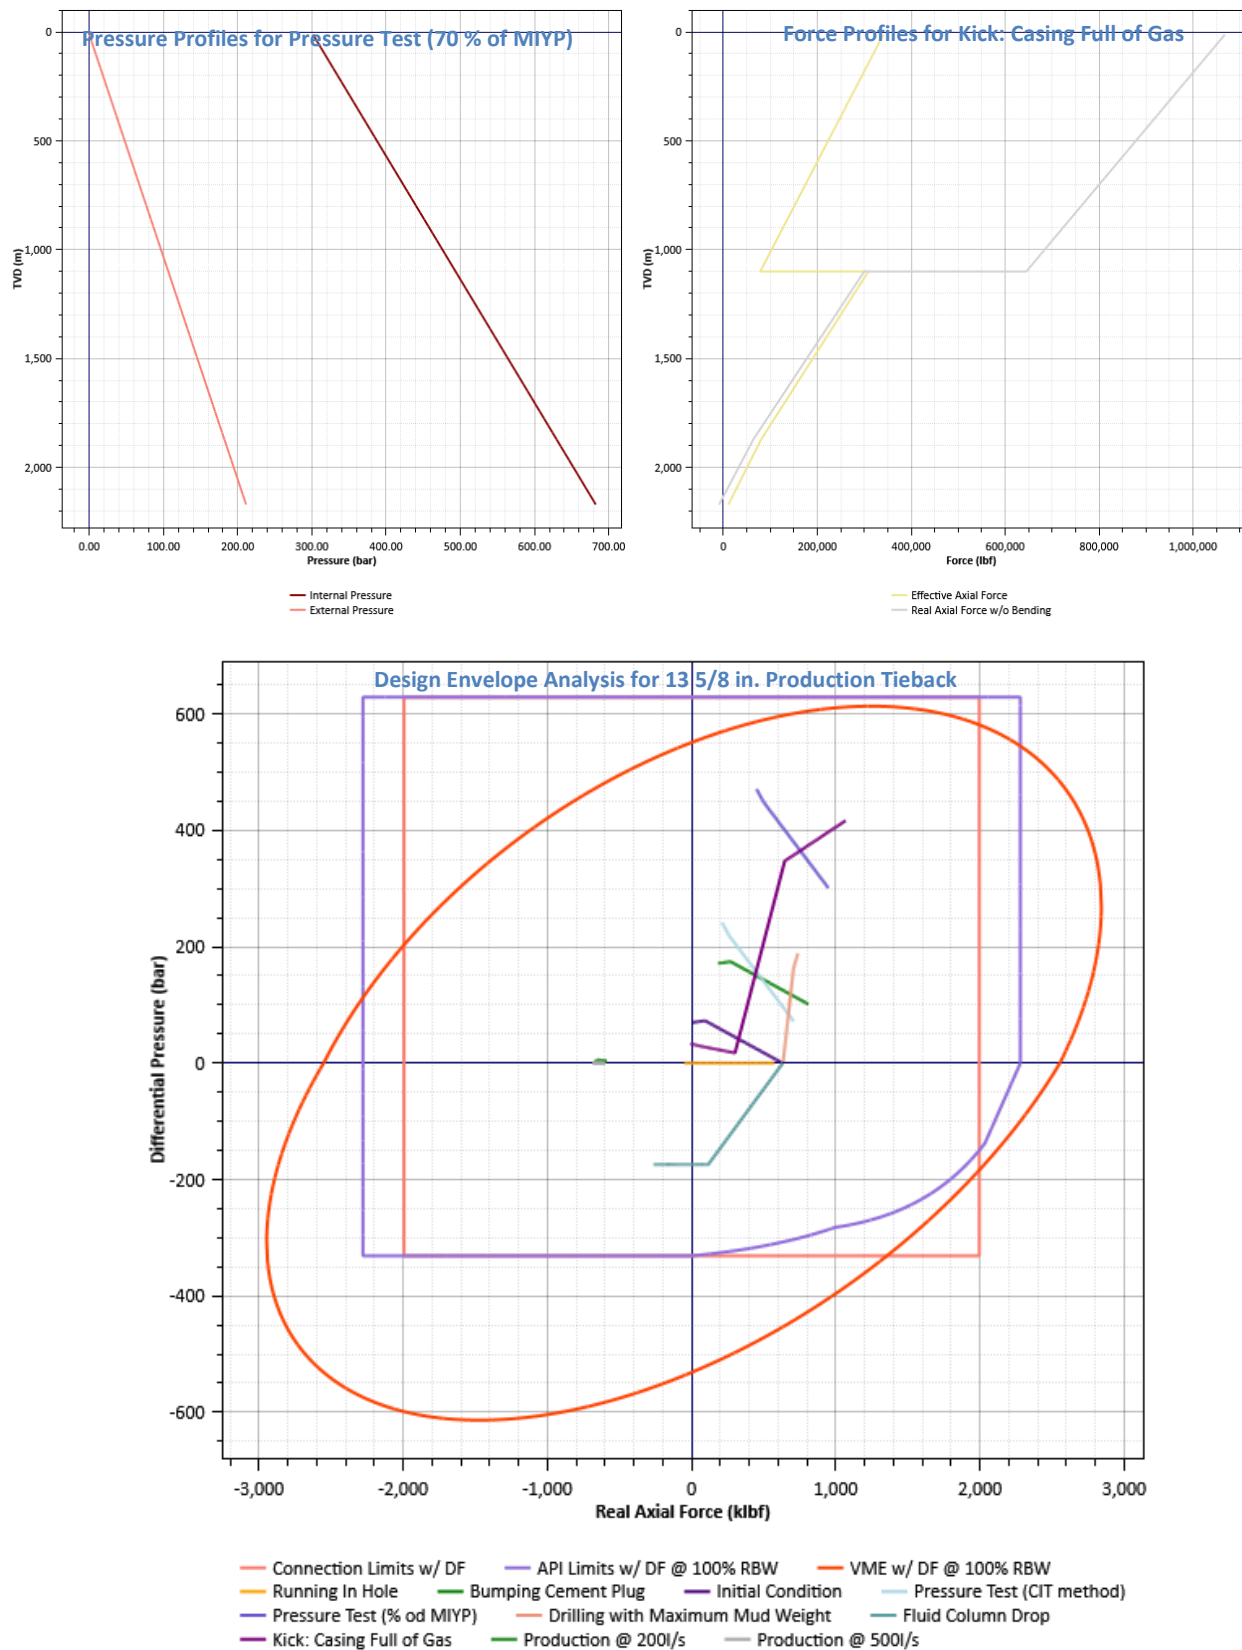 Pressure Profiles for Pressure Test (70 % of MIYP)
0
500
1,000
1,500
2,000
TVD (m)
0.00 100.00 200.00 300.00 400.00 500.00 600.00 700.00
Pressure (bar)
Internal Pressure
External Pressure
Force Profiles for Kick: Casing Full of Gas
0
500
1,000
1,500
2,000
TVD (m)
0 200,000 400,000 600,000 800,000 1,000,000
Force (lbf)
Effective Axial Force
Real Axial Force w/o Bending
Design Envelope Analysis for 13 5/8 in. Production Tieback
600
400
200
0
-200
-400
-600
Differential Pressure (bar)
-3,000 -2,000 -1,000 0 1,000 2,000 3,000
Real Axial Force (klbf)
Connection Limits w/ DF API Limits w/ DF @ 100% RBW VME w/ DF @ 100% RBW
Running In Hole Bumping Cement Plug Initial Condition Pressure Test (CIT method)
Pressure Test (% od MIYP) Drilling with Maximum Mud Weight Fluid Column Drop
Kick: Casing Full of Gas Production @ 200l/s Production @ 500l/s